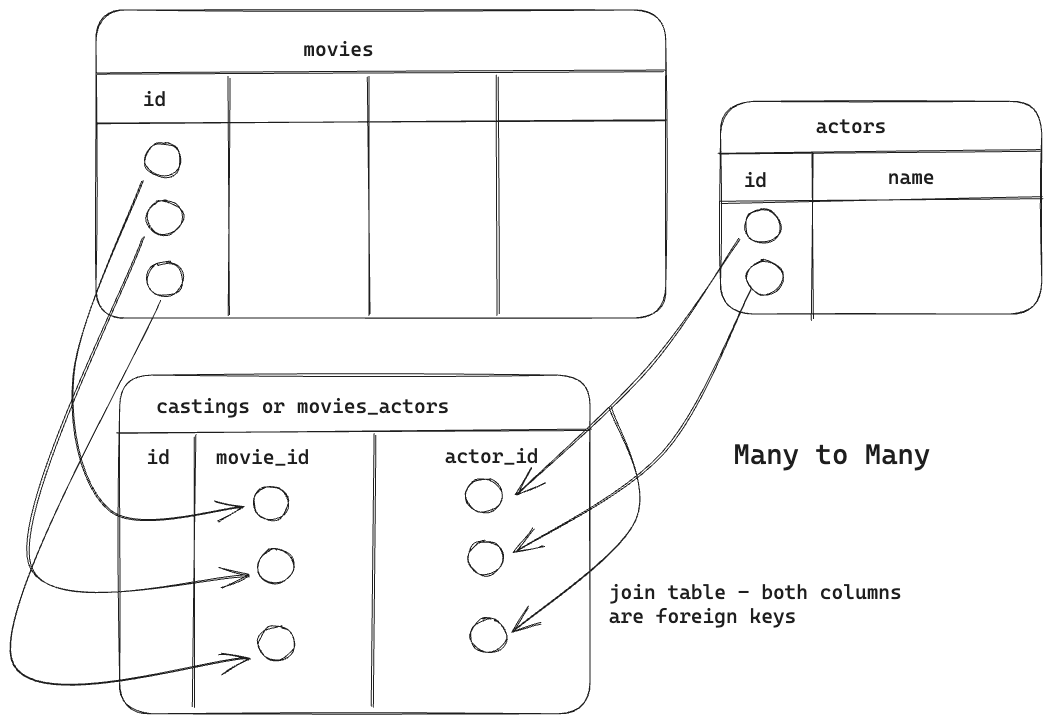 movies
id
actors
id
name
castings or movies_actors
id
movie_id
actor_id
Many to Many
join table - both columns
are foreign keys